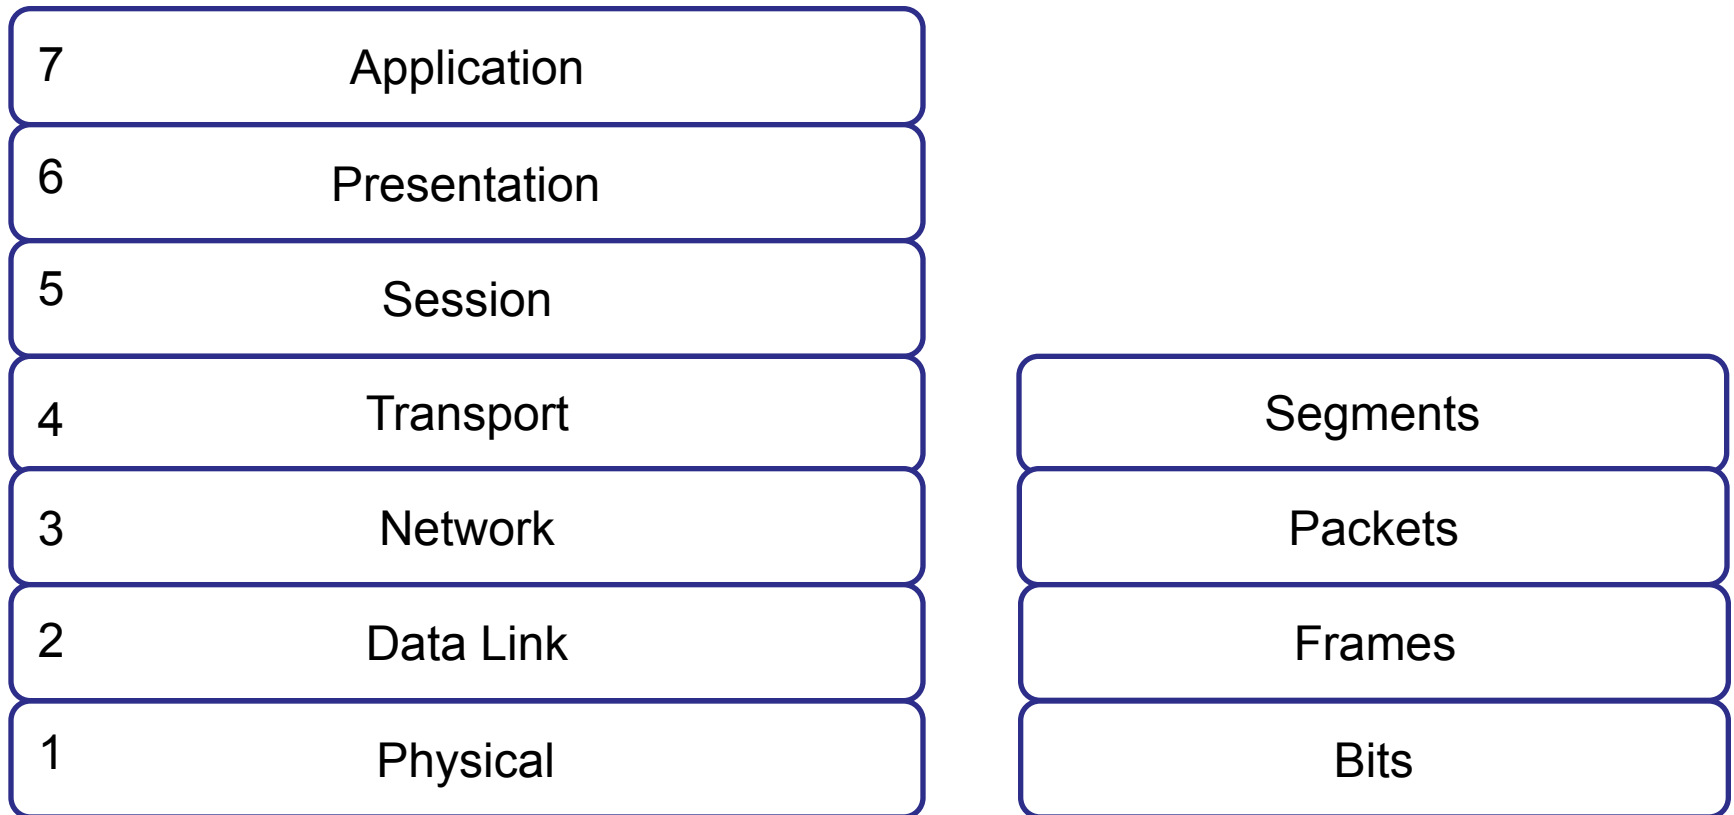 7 Application
6 Presentation
5 Session
4 Transport Segments
3 Network Packets
2 Data Link Frames
1 Physical Bits